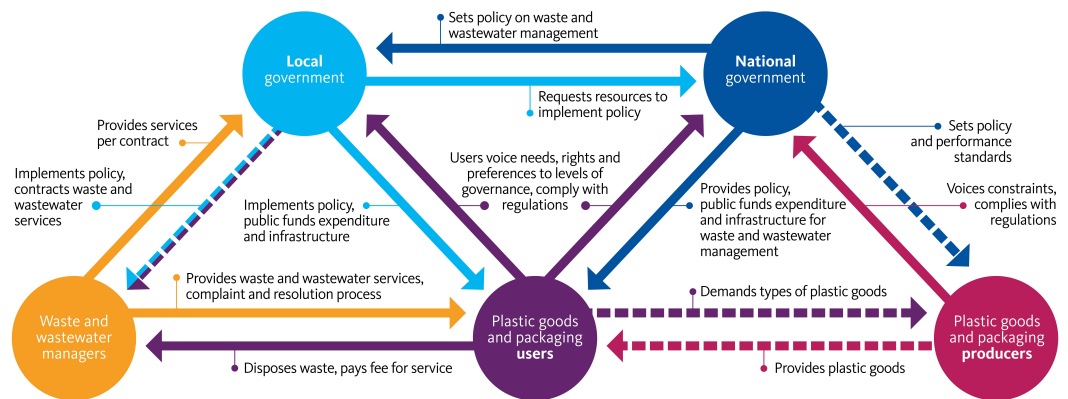 Sets policy on waste and
wastewater management
Local
government
National
government
Requests resources to
implement policy
Provides services
per contract
Sets policy
and performance
standards
Implements policy,
contracts waste and
wastewater
services
Users voice needs, rights and
preferences to levels of
governance, comply with
regulations
Implements policy,
public funds expenditure
and infrastructure
Provides policy,
public funds expenditure
and infrastructure for
waste and wastewater
management
Voices constraints,
complies with
regulations
Provides waste and wastewater services,
complaint and resolution process
Demands types of plastic goods
Waste and
wastewater
managers
Plastic goods
and packaging
users
Plastic goods
and packaging
producers
Disposes waste, pays fee for service
Provides plastic goods